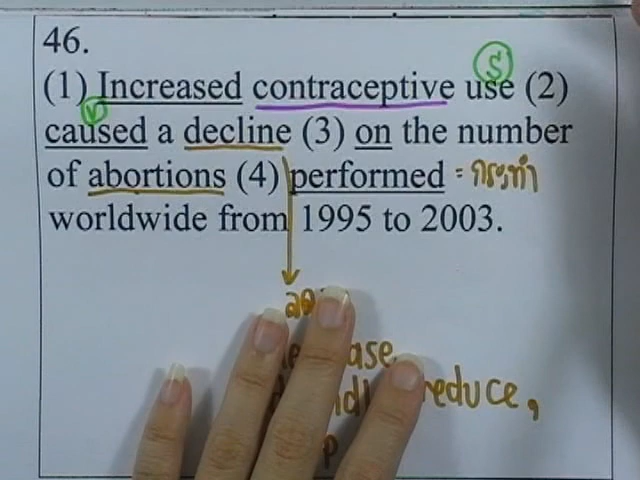 46.
(S)
(1) Increased contraceptive use (2)
(V)
caused a decline (3) on the number
of abortions (4) performed = กระทำ
worldwide from 1995 to 2003.
reduce,